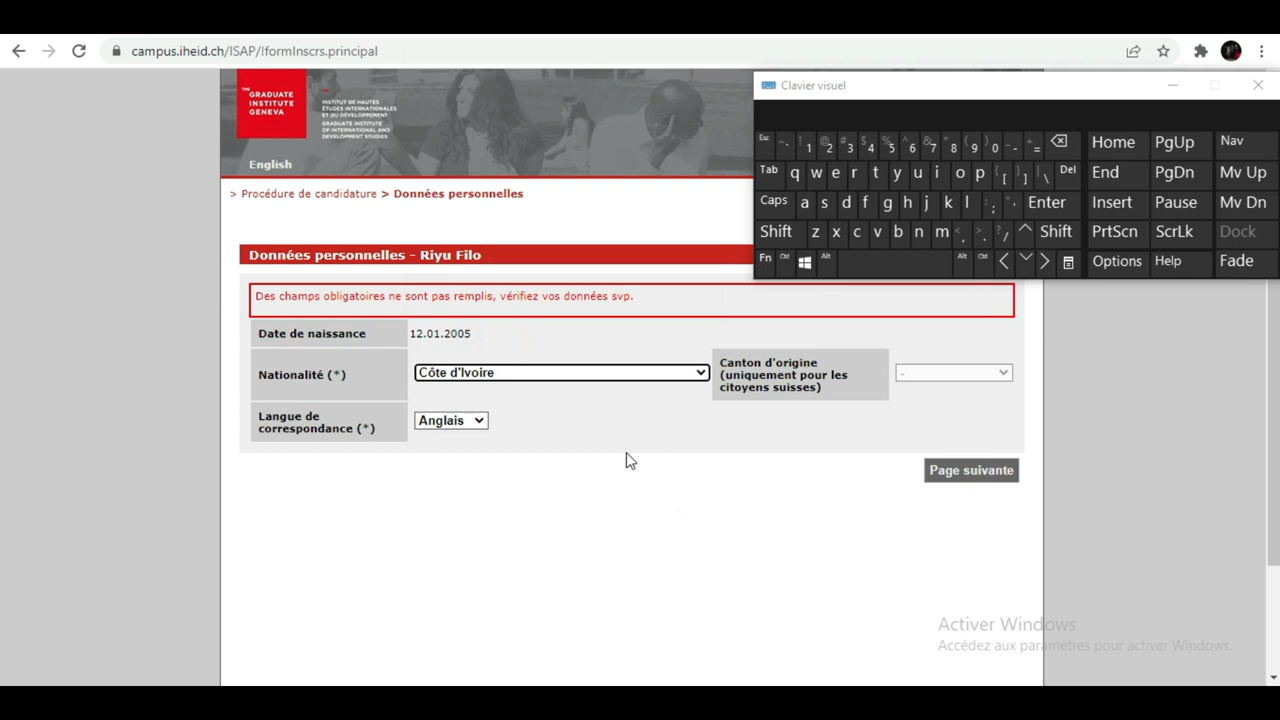 campus.iheid.ch/ISAP/!formInscrs.principal
THE
GRADUATE
INSTITUTE
GENEVA
INSTITUT DE HAUTES
ÉTUDES INTERNATIONALES
ET DU DÉVELOPPEMENT
GRADUATE INSTITUTE
OF INTERNATIONAL AND
DEVELOPMENT STUDIES
English
> Procédure de candidature > Données personnelles
Données personnelles - Riyu Filo
Des champs obligatoires ne sont pas remplis, vérifiez vos données svp.
Date de naissance 12.01.2005
Nationalité (*) Côte d'Ivoire
Canton d'origine
(uniquement pour les
citoyens suisses)
-
Langue de
correspondance (*)
Anglais
Page suivante
Clavier visuel
Esc ~ ` ! 1 @ 2 # 3 $ 4 % 5 ^ 6 & 7 * 8 ( 9 ) 0 _ - + = Home PgUp Nav
Tab q w e r t y u i o p { [ } ] | \ Del End PgDn Mv Up
Caps a s d f g h j k l : ; " ' Enter Insert Pause Mv Dn
Shift z x c v b n m < , > . ? / Shift PrtScn ScrLk Dock
Fn Ctrl Alt Alt Ctrl Options Help Fade
Activer Windows
Accédez aux paramètres pour activer Windows.